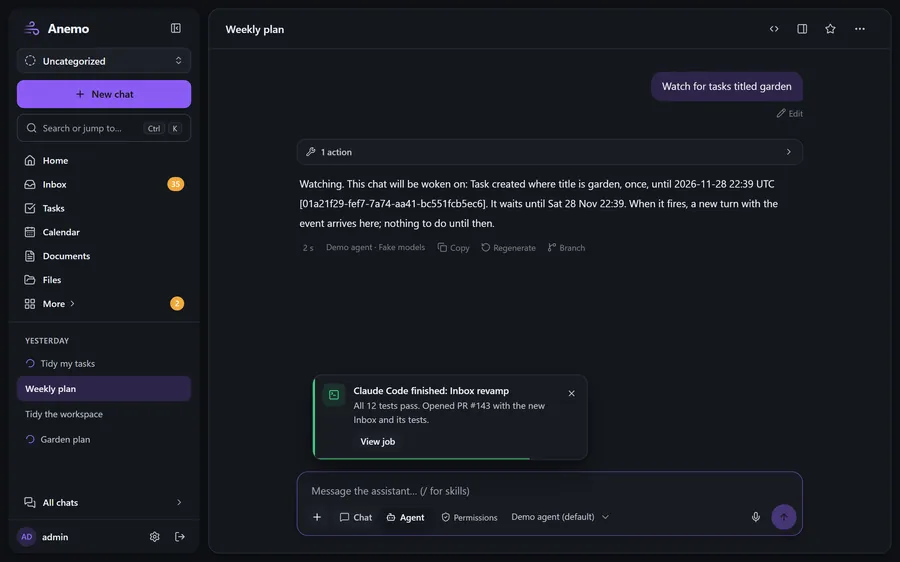 Anemo
Uncategorized
+ New chat
Search or jump to... Ctrl K
Home
Inbox 35
Tasks
Calendar
Documents
Files
More 2
YESTERDAY
Tidy my tasks
Weekly plan
Tidy the workspace
Garden plan
All chats
AD admin
Weekly plan
Watch for tasks titled garden
Edit
1 action
Watching. This chat will be woken on: Task created where title is garden, once, until 2026-11-28 22:39 UTC
[01a21f29-fef7-7a74-aa41-bc551fcb5ec6]. It waits until Sat 28 Nov 22:39. When it fires, a new turn with the
event arrives here; nothing to do until then.
2 s Demo agent · Fake models Copy Regenerate Branch
Claude Code finished: Inbox revamp
All 12 tests pass. Opened PR #143 with the new
Inbox and its tests.
View job
Message the assistant... (/ for skills)
Chat Agent Permissions Demo agent (default)